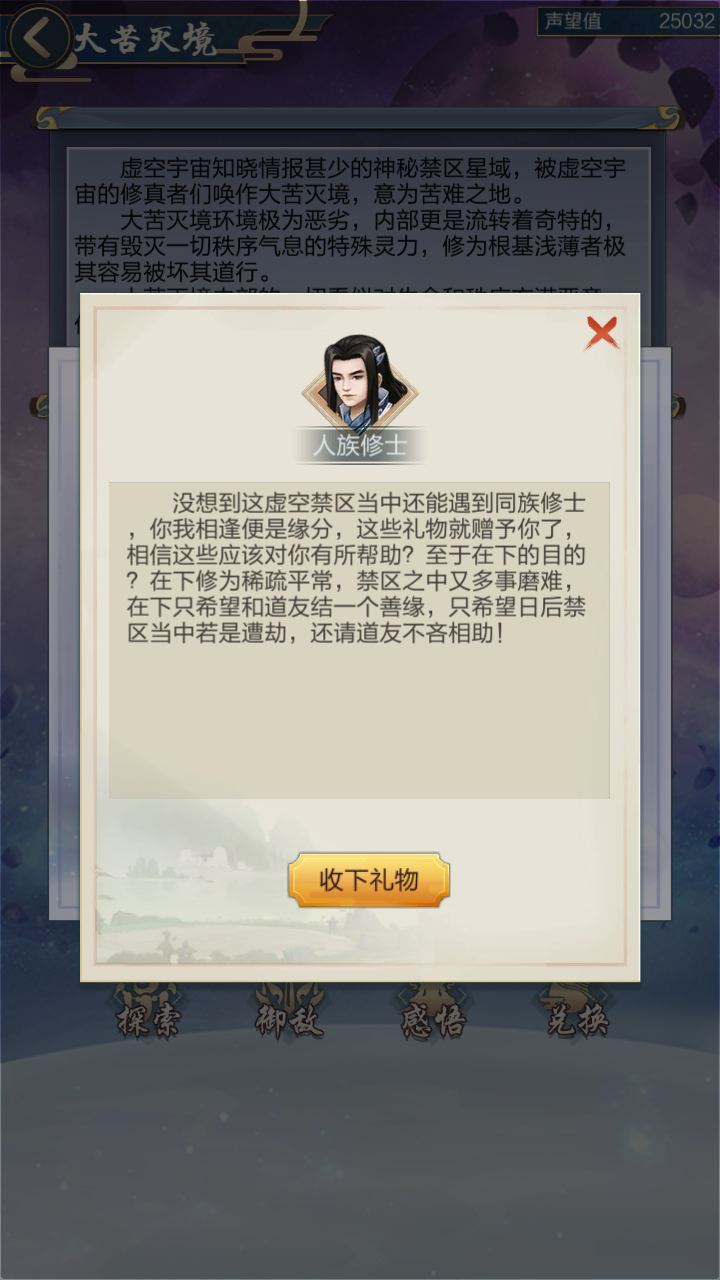 大苦灭境
声望值 25032
虚空宇宙知晓情报甚少的神秘禁区星域，被虚空宇
宙的修真者们唤作大苦灭境，意为苦难之地。
大苦灭境环境极为恶劣，内部更是流转着奇特的，
带有毁灭一切秩序气息的特殊灵力，修为根基浅薄者极
其容易被坏其道行。
人族修士
没想到这虚空禁区当中还能遇到同族修士
，你我相逢便是缘分，这些礼物就赠予你了，
相信这些应该对你有所帮助？至于在下的目的
？在下修为稀疏平常，禁区之中又多事磨难，
在下只希望和道友结一个善缘，只希望日后禁
区当中若是遭劫，还请道友不吝相助！
收下礼物
探索 御敌 感悟 兑换